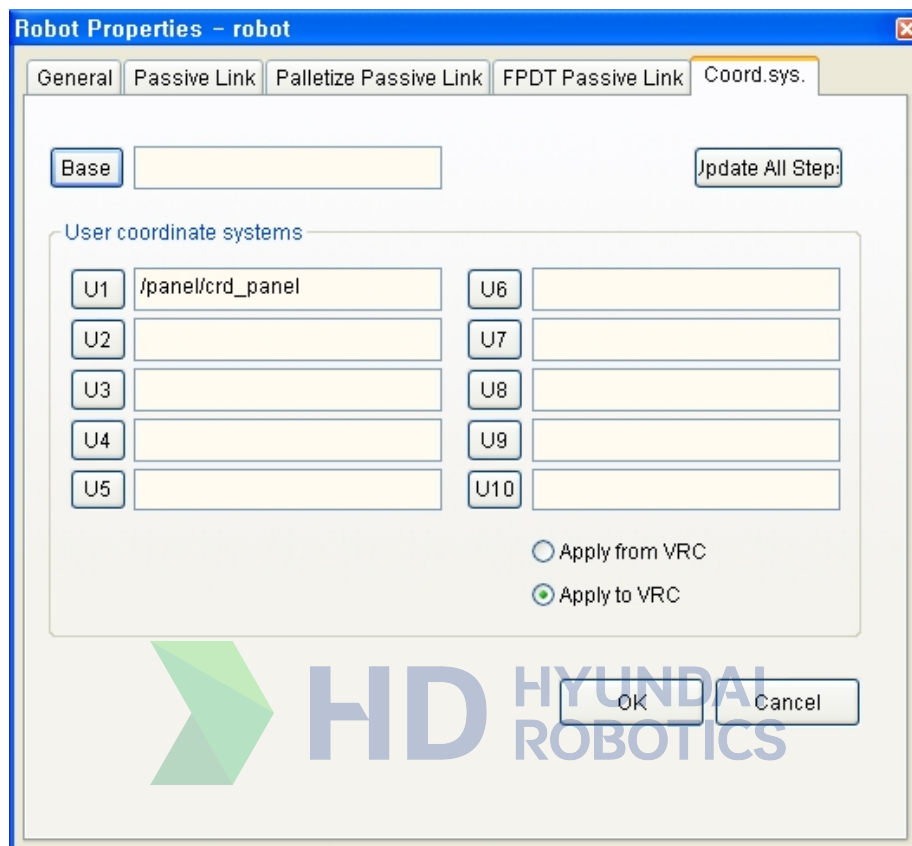 Robot Properties - robot
General Passive Link Palletize Passive Link FPDT Passive Link Coord.sys.
Base Update All Steps
User coordinate systems
U1 /panel/crd_panel U6
U2 U7
U3 U8
U4 U9
U5 U10
Apply from VRC
Apply to VRC
OK Cancel
HD HYUNDAI
ROBOTICS